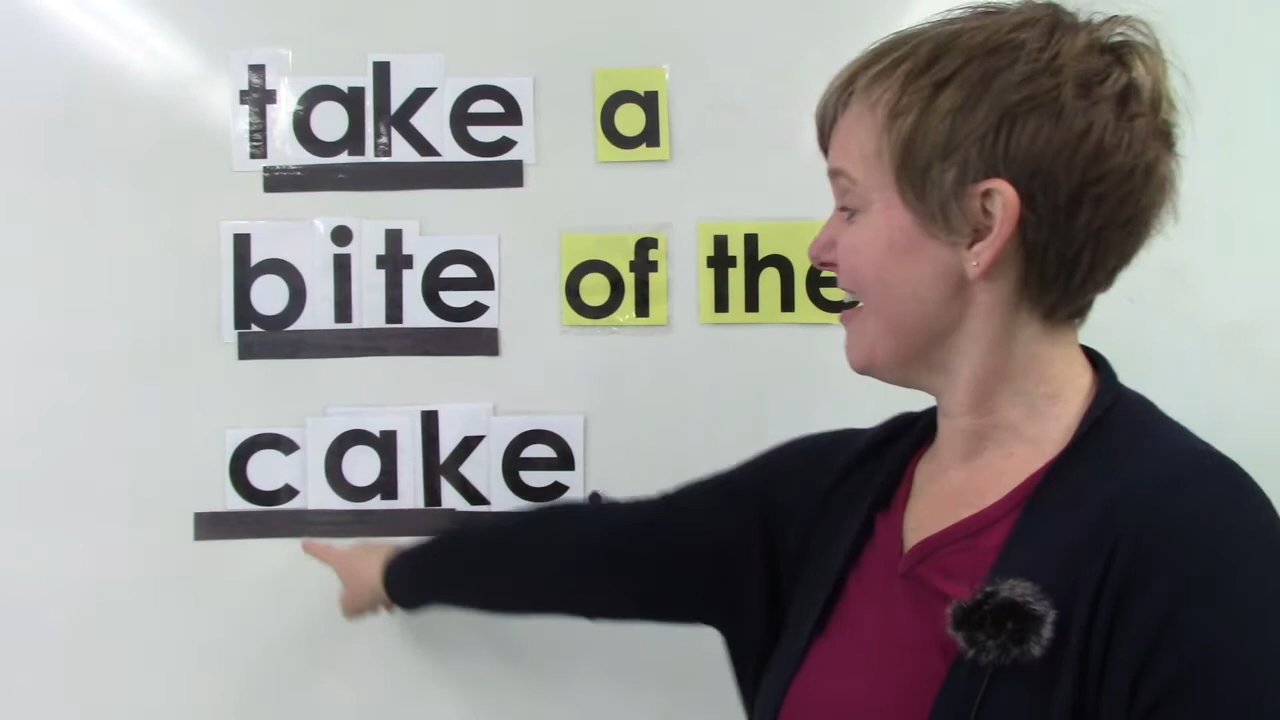 take a
bite of the
cake